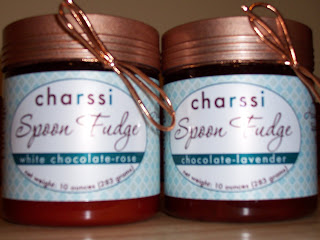 charssi
Spoon Fudge
white chocolate-rose
net weight: 10 ounces (283 grams)
charssi
Spoon Fudge
chocolate-lavender
net weight: 10 ounces (283 grams)